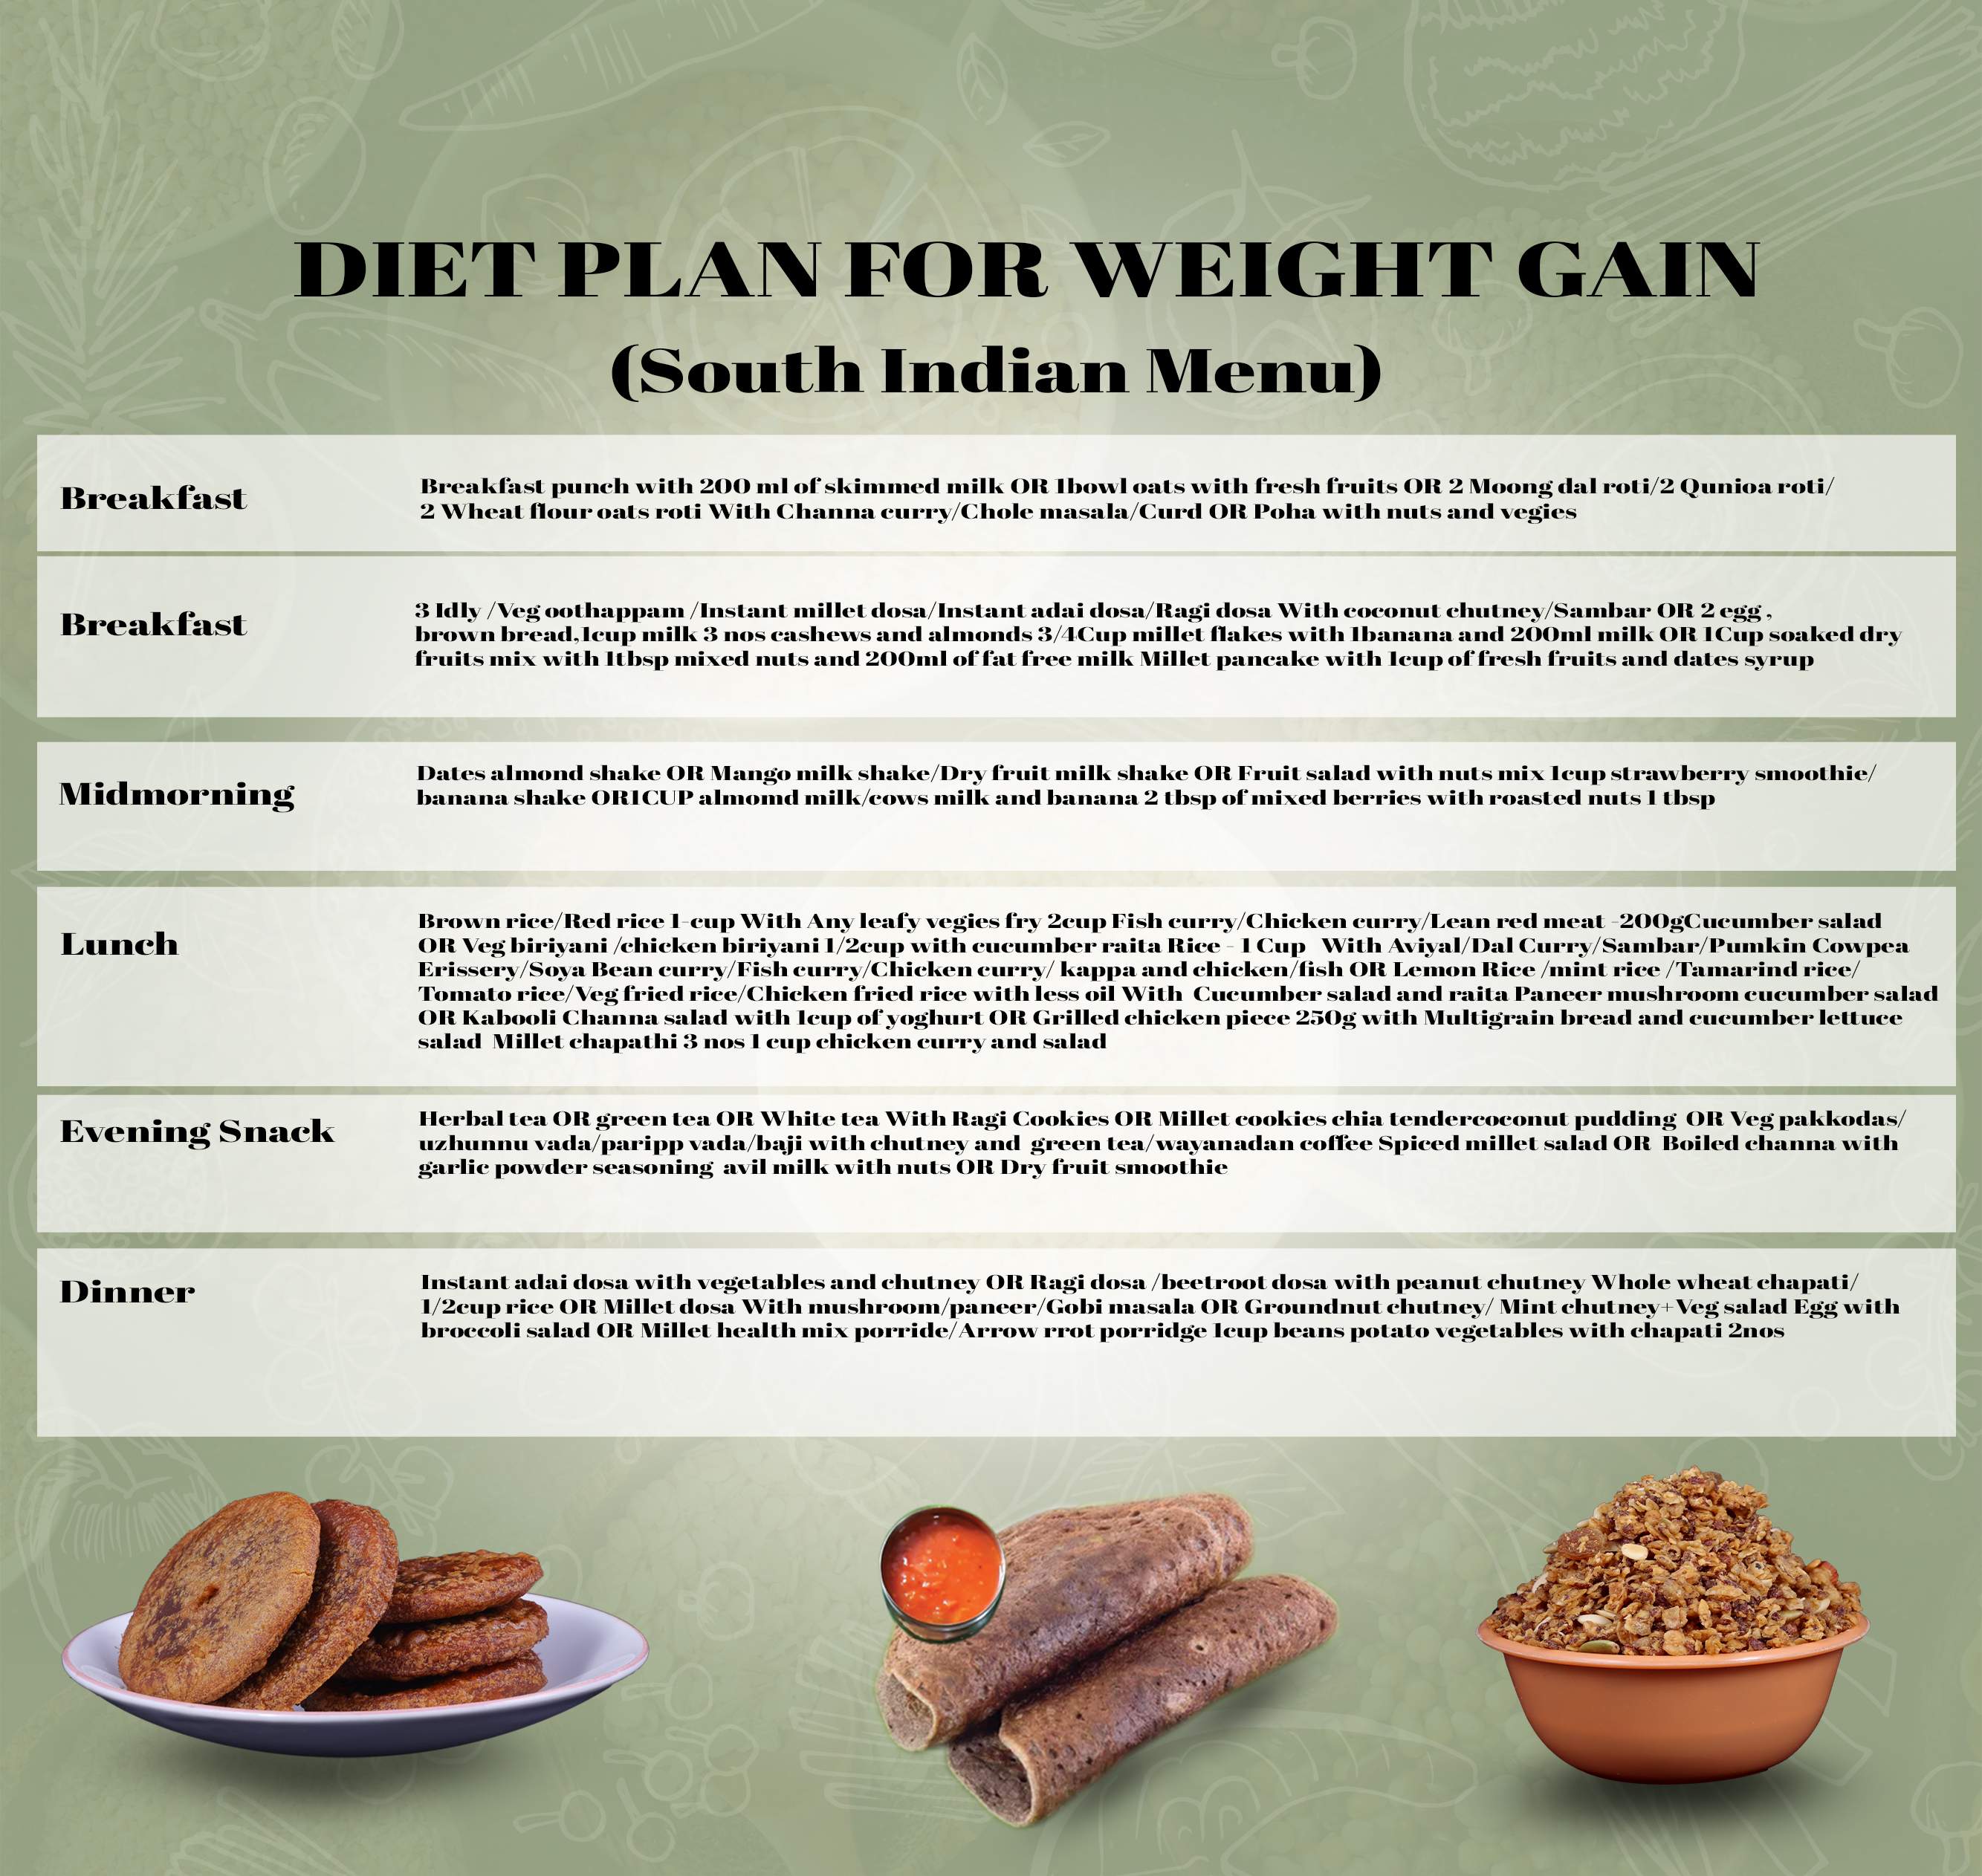 DIET PLAN FOR WEIGHT GAIN
(South Indian Menu)
Breakfast
Breakfast punch with 200 ml of skimmed milk OR 1bowl oats with fresh fruits OR 2 Moong dal roti/2 Qunioa roti/
2 Wheat flour oats roti With Channa curry/Chole masala/Curd OR Poha with nuts and vegies
Breakfast
3 Idly /Veg oothappam /Instant millet dosa/Instant adai dosa/Ragi dosa With coconut chutney/Sambar OR 2 egg ,
brown bread,1cup milk 3 nos cashews and almonds 3/4Cup millet flakes with 1banana and 200ml milk OR 1Cup soaked dry
fruits mix with 1tbsp mixed nuts and 200ml of fat free milk Millet pancake with 1cup of fresh fruits and dates syrup
Midmorning
Dates almond shake OR Mango milk shake/Dry fruit milk shake OR Fruit salad with nuts mix 1cup strawberry smoothie/
banana shake OR1CUP almomd milk/cows milk and banana 2 tbsp of mixed berries with roasted nuts 1 tbsp
Lunch
Brown rice/Red rice 1-cup With Any leafy vegies fry 2cup Fish curry/Chicken curry/Lean red meat -200gCucumber salad
OR Veg biriyani /chicken biriyani 1/2cup with cucumber raita Rice - 1 Cup With Aviyal/Dal Curry/Sambar/Pumkin Cowpea
Erissery/Soya Bean curry/Fish curry/Chicken curry/ kappa and chicken/fish OR Lemon Rice /mint rice /Tamarind rice/
Tomato rice/Veg fried rice/Chicken fried rice with less oil With Cucumber salad and raita Paneer mushroom cucumber salad
OR Kabooli Channa salad with 1cup of yoghurt OR Grilled chicken piece 250g with Multigrain bread and cucumber lettuce
salad Millet chapathi 3 nos 1 cup chicken curry and salad
Evening Snack
Herbal tea OR green tea OR White tea With Ragi Cookies OR Millet cookies chia tendercoconut pudding OR Veg pakkodas/
uzhunnu vada/paripp vada/baji with chutney and green tea/wayanadan coffee Spiced millet salad OR Boiled channa with
garlic powder seasoning avil milk with nuts OR Dry fruit smoothie
Dinner
Instant adai dosa with vegetables and chutney OR Ragi dosa /beetroot dosa with peanut chutney Whole wheat chapati/
1/2cup rice OR Millet dosa With mushroom/paneer/Gobi masala OR Groundnut chutney/ Mint chutney+Veg salad Egg with
broccoli salad OR Millet health mix porride/Arrow rrot porridge 1cup beans potato vegetables with chapati 2nos